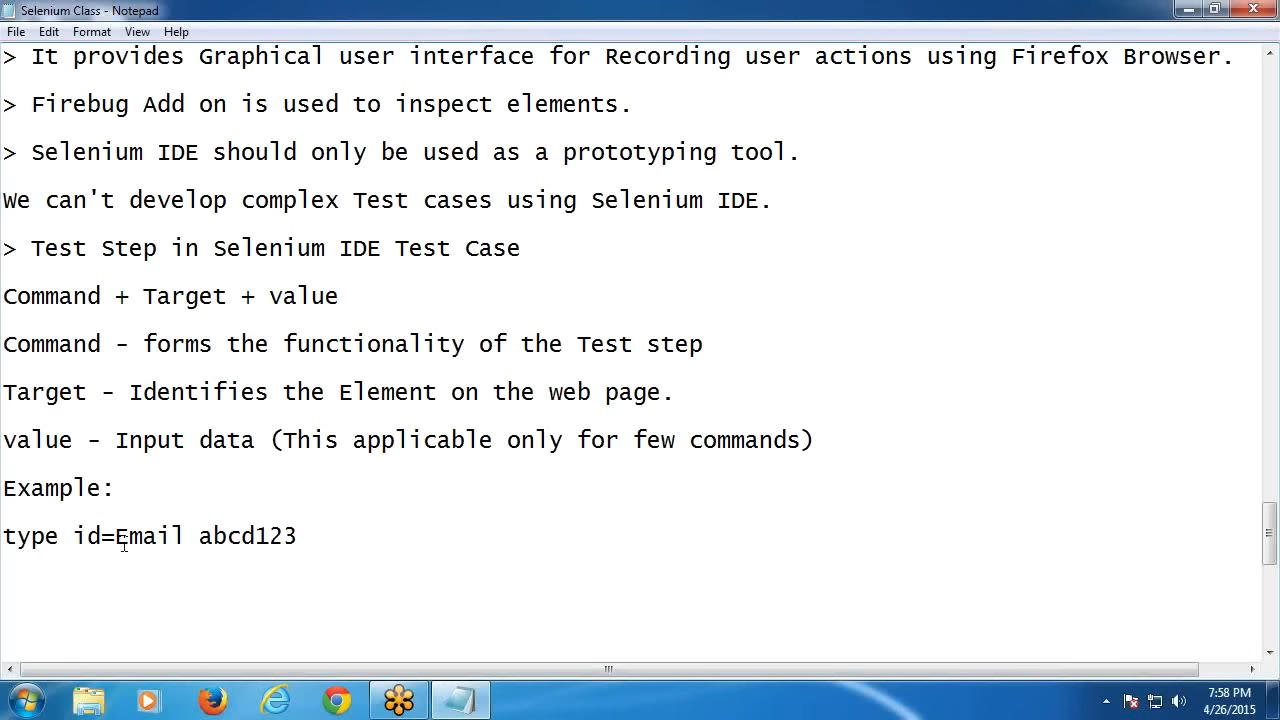 Selenium Class - Notepad
File Edit Format View Help
> It provides Graphical user interface for Recording user actions using Firefox Browser.
> Firebug Add on is used to inspect elements.
> Selenium IDE should only be used as a prototyping tool.
We can't develop complex Test cases using Selenium IDE.
> Test Step in Selenium IDE Test Case
Command + Target + value
Command - forms the functionality of the Test step
Target - Identifies the Element on the web page.
value - Input data (This applicable only for few commands)
Example:
type id=Email abcd123
7:58 PM
4/26/2015